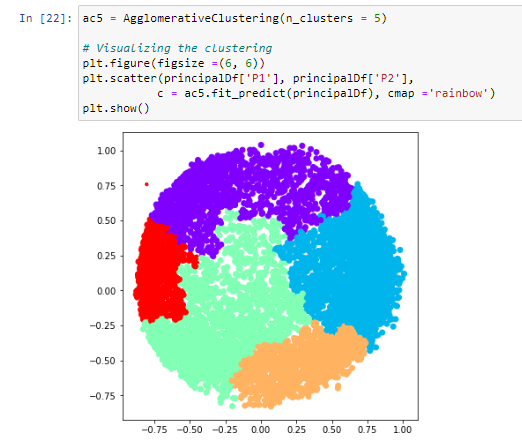 In [22]: ac5 = AgglomerativeClustering(n_clusters = 5)
# Visualizing the clustering
plt.figure(figsize =(6, 6))
plt.scatter(principalDf['P1'], principalDf['P2'],
c = ac5.fit_predict(principalDf), cmap ='rainbow')
plt.show()
1.00
0.75
0.50
0.25
0.00
−0.25
−0.50
−0.75
−0.75 −0.50 −0.25 0.00 0.25 0.50 0.75 1.00